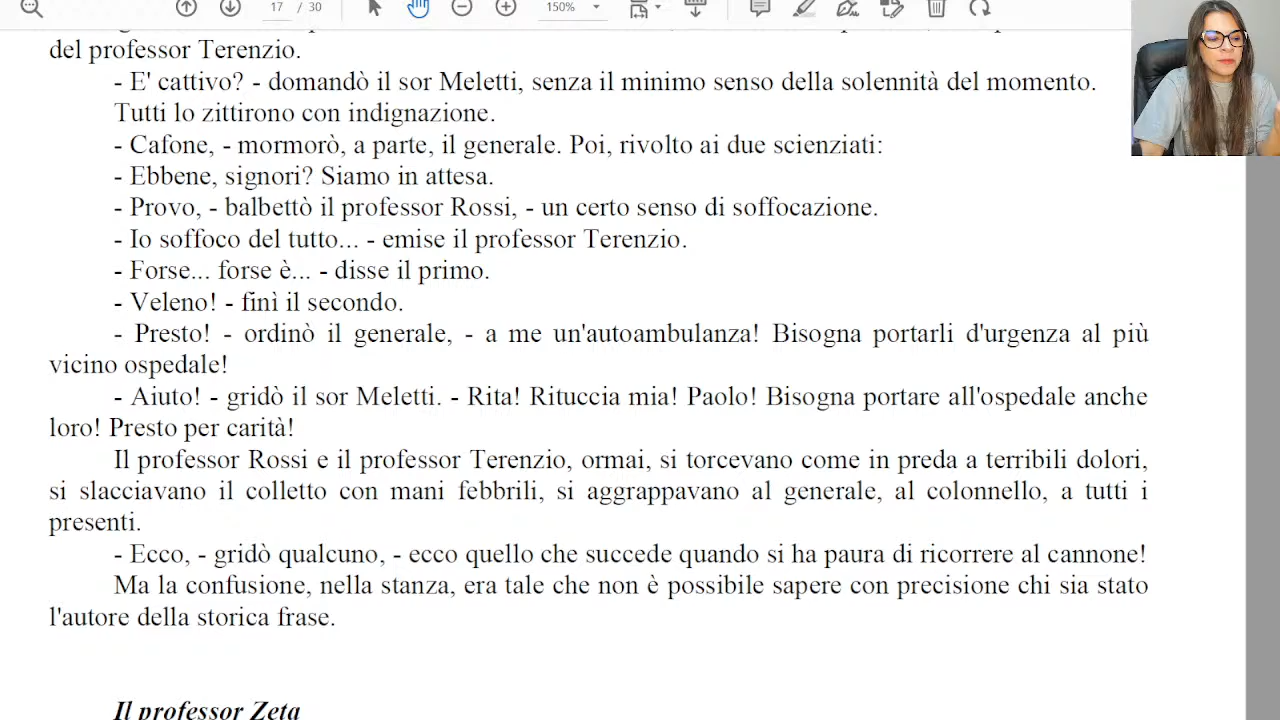 17 / 30
150%
del professor Terenzio.
- E' cattivo? - domandò il sor Meletti, senza il minimo senso della solennità del momento.
Tutti lo zittirono con indignazione.
- Cafone, - mormorò, a parte, il generale. Poi, rivolto ai due scienziati:
- Ebbene, signori? Siamo in attesa.
- Provo, - balbettò il professor Rossi, - un certo senso di soffocazione.
- Io soffoco del tutto... - emise il professor Terenzio.
- Forse... forse è... - disse il primo.
- Veleno! - finì il secondo.
- Presto! - ordinò il generale, - a me un'autoambulanza! Bisogna portarli d'urgenza al più
vicino ospedale!
- Aiuto! - gridò il sor Meletti. - Rita! Rituccia mia! Paolo! Bisogna portare all'ospedale anche
loro! Presto per carità!
Il professor Rossi e il professor Terenzio, ormai, si torcevano come in preda a terribili dolori,
si slacciavano il colletto con mani febbrili, si aggrappavano al generale, al colonnello, a tutti i
presenti.
- Ecco, - gridò qualcuno, - ecco quello che succede quando si ha paura di ricorrere al cannone!
Ma la confusione, nella stanza, era tale che non è possibile sapere con precisione chi sia stato
l'autore della storica frase.
Il professor Zeta